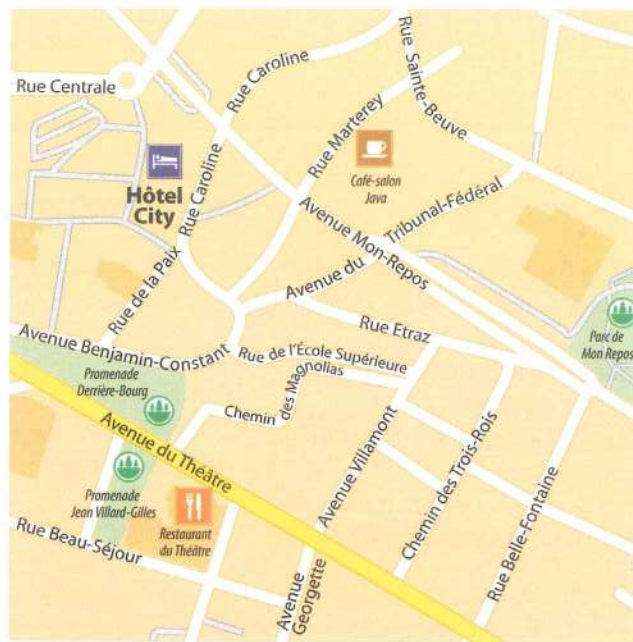 Rue Centrale
Rue Caroline
Rue Sainte-Beuve
Rue Marterey
Hôtel
City
Rue Caroline
Café-salon
Java
Avenue Mon-Repos
Avenue du Tribunal-Fédéral
Rue de la Paix
Parc de
Mon Repos
Rue Etraz
Avenue Benjamin-Constant
Rue de l'École Supérieure
Promenade
Derrière-Bourg
Chemin
des Magnolias
Avenue du Théâtre
Avenue Villamont
Chemin des Trois-Rois
Rue Belle-Fontaine
Promenade
Jean Villard-Gilles
Restaurant
du Théâtre
Rue Beau-Séjour
Avenue
Georgette